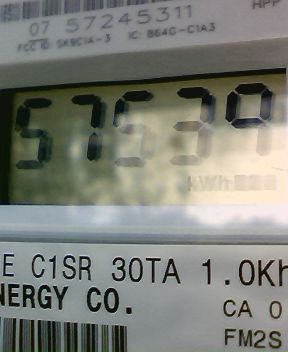 HPP
07 57245311
FCC ID: SK9C1A-3 IC: 864G-C1A3
57539
kWh
E C1SR 30TA 1.0Kh
NERGY CO.
CA 0
FM2S